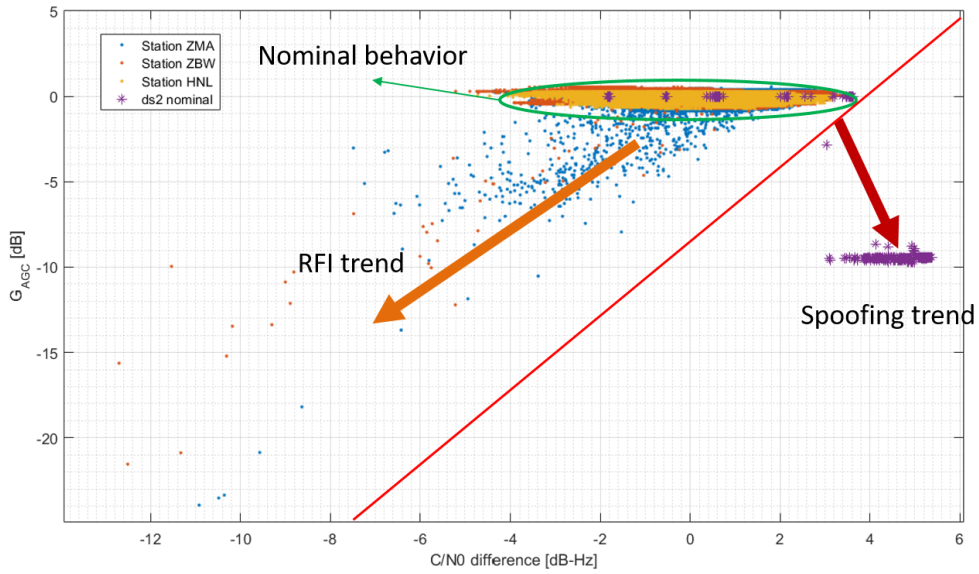 Station ZMA
Station ZBW
Station HNL
ds2 nominal
Nominal behavior
RFI trend
Spoofing trend
0
-5
-10
-15
-20
G_AGC [dB]
-12
-10
-8
-6
-4
-2
0
2
4
6
C/N0 difference [dB-Hz]